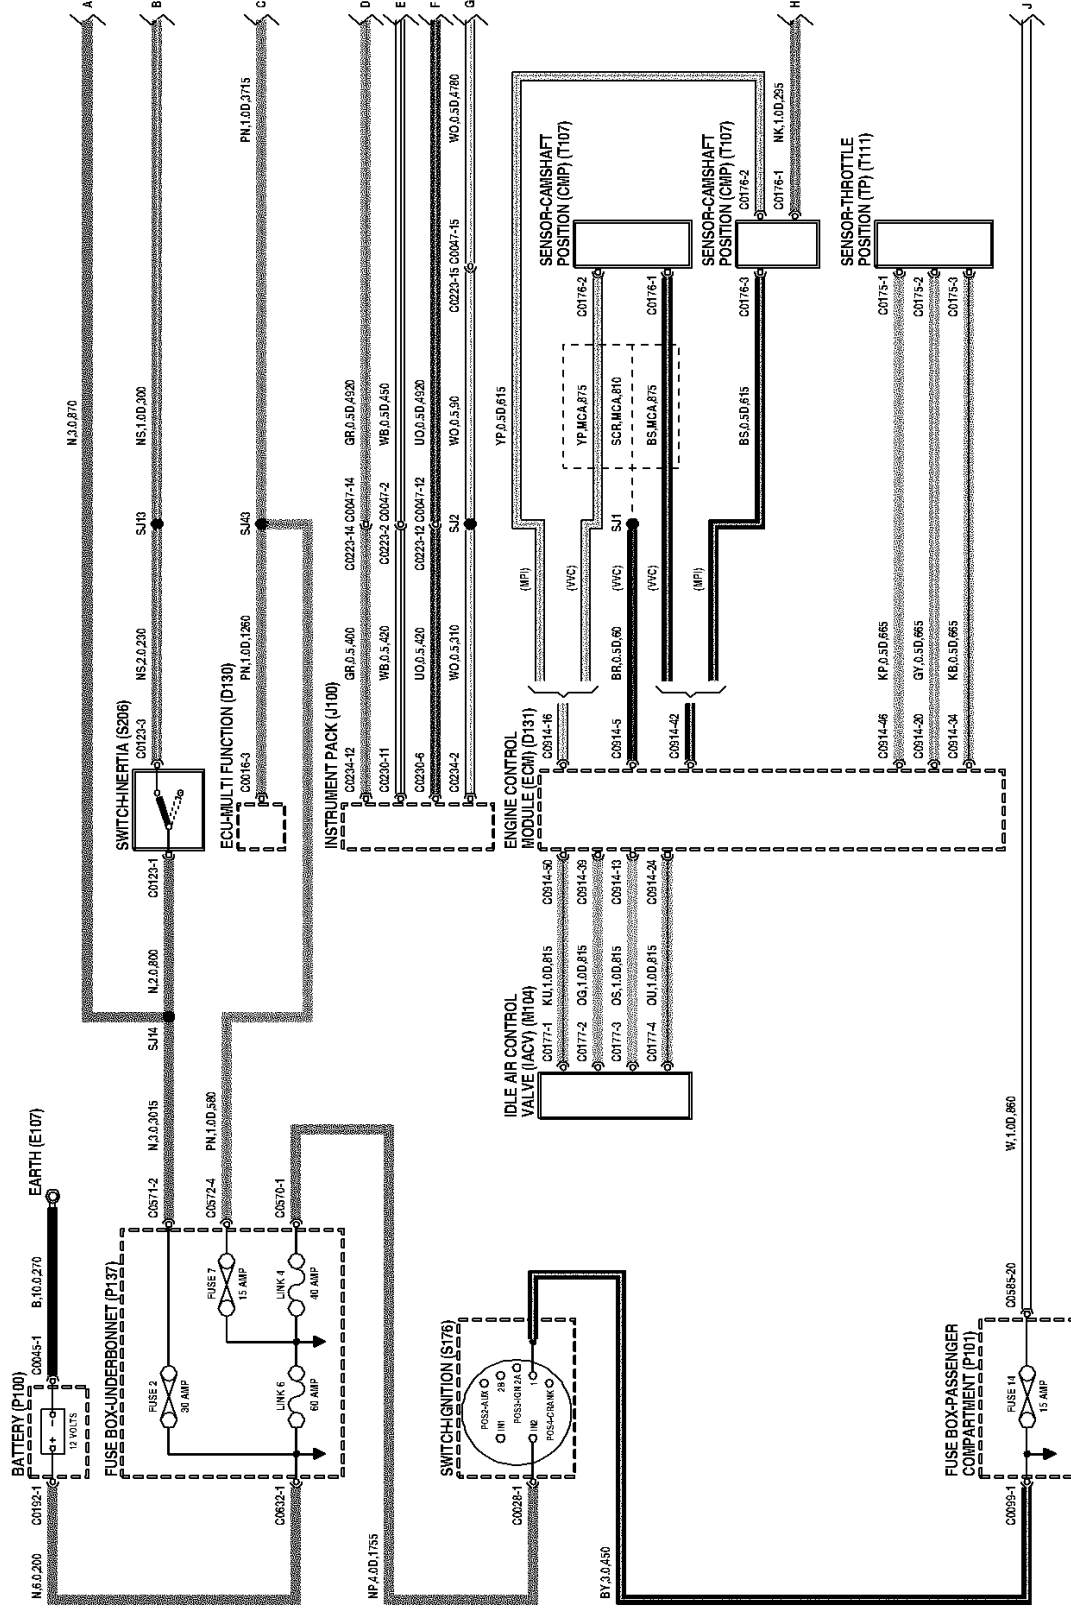 BATTERY (P100)
12 VOLTS
+ -
C0192-1
N,6.0,200
C0045-1
B,10.0,270
EARTH (E107)
FUSE BOX-UNDERBONNET (P137)
FUSE 2
30 AMP
FUSE 7
15 AMP
LINK 6
60 AMP
LINK 4
40 AMP
C0632-1
C0571-2
C0572-4
C0570-1
N,3.0,3015
PN,1.0D,580
NP,4.0D,1755
SJ14
N,2.0,800
N,3.0,870
A
SWITCH-INERTIA (S206)
C0123-1
C0123-3
NS,2.0,230
SJ13
NS,1.0D,300
B
ECU-MULTI FUNCTION (D130)
C0016-3
PN,1.0D,1260
SJ43
PN,1.0D,3715
C
INSTRUMENT PACK (J100)
C0234-12
GR,0.5,400
C0223-14 C0047-14
GR,0.5D,4920
D
C0230-11
WB,0.5,420
C0223-2 C0047-2
WB,0.5D,450
E
C0230-6
UO,0.5,420
C0223-12 C0047-12
UO,0.5D,4920
F
C0234-2
WO,0.5,310
SJ2
WO,0.5,90
C0223-15 C0047-15
WO,0.5D,4780
G
SWITCH-IGNITION (S176)
POS2-AUX
2B
POS3-IGN 2A
1
IN1
IN2
POS4-CRANK
C0028-1
BY,3.0,450
IDLE AIR CONTROL
VALVE (IACV) (M104)
C0177-1
KU,1.0D,815
C0914-50
C0177-2
OG,1.0D,815
C0914-39
C0177-3
OS,1.0D,815
C0914-13
C0177-4
OU,1.0D,815
C0914-24
ENGINE CONTROL
MODULE (ECM) (D131)
C0914-16
C0914-5
C0914-42
(MPI)
(VVC)
(VVC)
(VVC)
(MPI)
BR,0.5D,60
SJ1
YP,0.5D,615
YP,MCA,875
SCR,MCA,810
BS,MCA,875
BS,0.5D,615
SENSOR-CAMSHAFT
POSITION (CMP) (T107)
C0176-2
C0176-1
SENSOR-CAMSHAFT
POSITION (CMP) (T107)
C0176-3
C0176-2
C0176-1
NK,1.0D,295
H
C0914-46
KP,0.5D,665
C0175-1
C0914-20
GY,0.5D,665
C0175-2
C0914-34
KB,0.5D,665
C0175-3
SENSOR-THROTTLE
POSITION (TP) (T111)
FUSE BOX-PASSENGER
COMPARTMENT (P101)
FUSE 14
15 AMP
C0099-1
C0585-20
W,1.0D,860
J